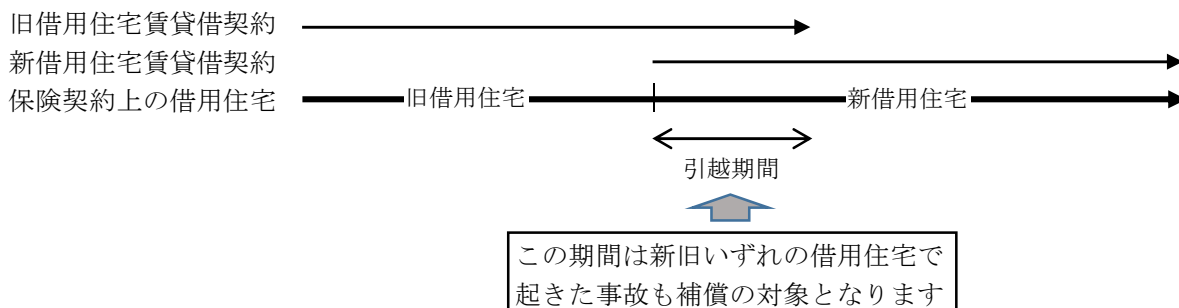 旧借用住宅賃貸借契約
新借用住宅賃貸借契約
保険契約上の借用住宅
旧借用住宅
新借用住宅
引越期間
この期間は新旧いずれの借用住宅で
起きた事故も補償の対象となります